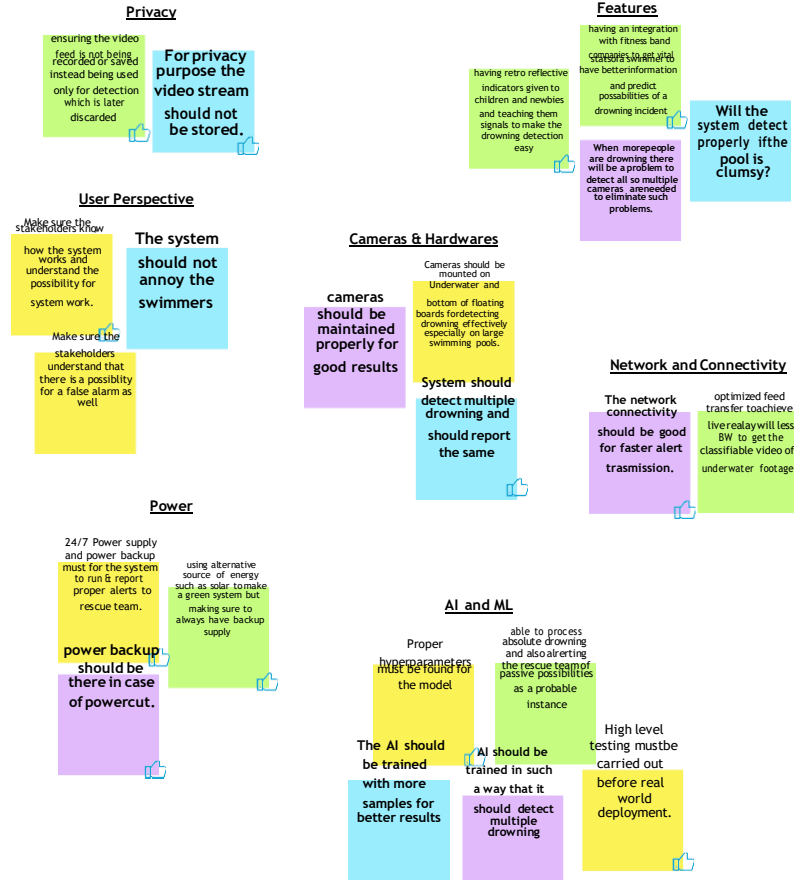 Privacy
ensuring the video
feed is not being
recorded or saved
instead being used
only for detection
which is later
discarded
For privacy
purpose the
video stream
should not
be stored.
Features
having an integration
with fitness band
companies to get vital
statsofa swimmer to
have betterinformation
and predict
possabilities of a
drowning incident
having retro reflective
indicators given to
children and newbies
and teaching them
signals to make the
drowning detection
easy
Will the
system detect
properly ifthe
pool is
clumsy?
When morepeople
are drowning there
will be a problem to
detect all so multiple
cameras areneeded
to eliminate such
problems.
User Perspective
Make sure the
stakeholders know
how the system
works and
understand the
possibility for
system work.
The system
should not
annoy the
swimmers
Make sure the
stakeholders
understand that
there is a possiblity
for a false alarm as
well
Cameras & Hardwares
cameras
should be
maintained
properly for
good results
Cameras should be
mounted on
Underwater and
bottom of floating
boards fordetecting
drowning effectively
especially on large
swimming pools.
System should
detect multiple
drowning and
should report
the same
Network and Connectivity
The network
connectivity
should be good
for faster alert
trasmission.
optimized feed
transfer toachieve
liverealaywill less
BW to get the
classifiable video of
underwater footage
Power
24/7 Power supply
and power backup
must for the system
to run & report
proper alerts to
rescue team.
using alternative
source of energy
such as solar tomake
a green system but
making sure to
always have backup
supply
power backup
should be
there in case
of powercut.
AI and ML
Proper
hyperparameters
must be found for
the model
able to process
absolute drowning
and alsoalrerting
the rescue teamof
passive possibilities
as a probable
instance
The AI should
be trained
with more
samples for
better results
AI should be
trained in such
a way that it
should detect
multiple
drowning
High level
testing mustbe
carried out
before real
world
deployment.